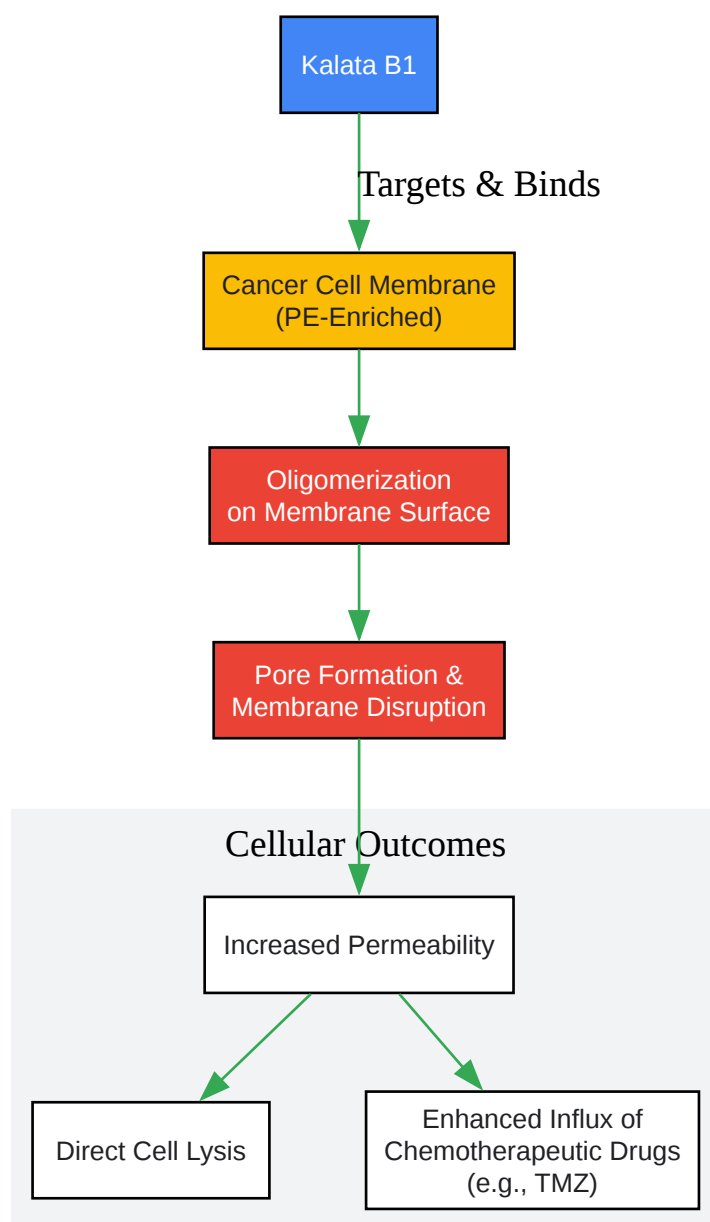 Kalata B1
Targets & Binds
Cancer Cell Membrane
(PE-Enriched)
Oligomerization
on Membrane Surface
Pore Formation &
Membrane Disruption
Cellular Outcomes
Increased Permeability
Direct Cell Lysis
Enhanced Influx of
Chemotherapeutic Drugs
(e.g., TMZ)